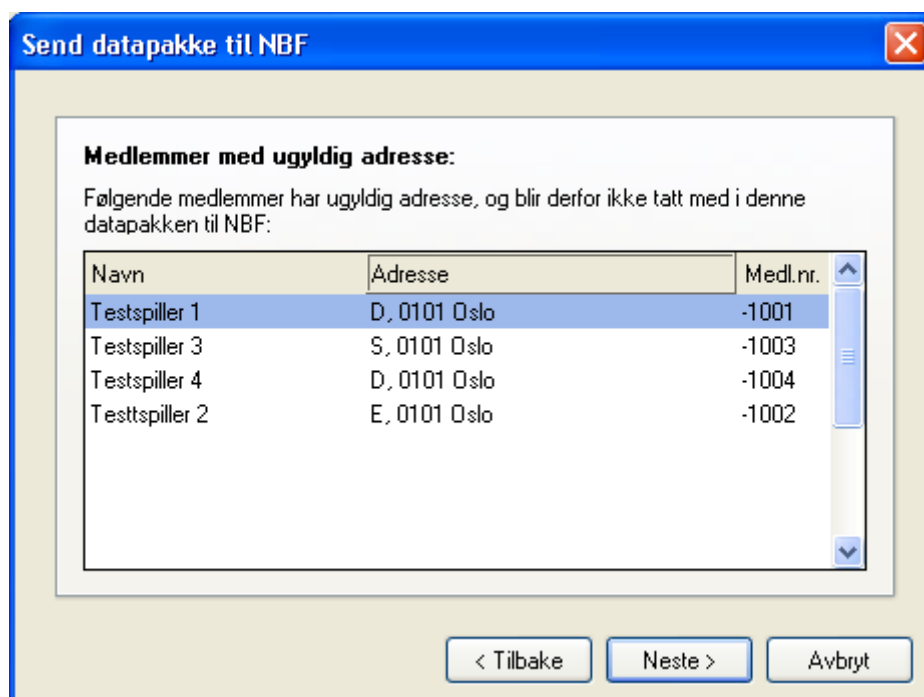 Send datapakke til NBF
Medlemmer med ugyldig adresse:
Følgende medlemmer har ugyldig adresse, og blir derfor ikke tatt med i denne
datapakken til NBF:
Navn Adresse Medl.nr.
Testspiller 1 D, 0101 Oslo -1001
Testspiller 3 S, 0101 Oslo -1003
Testspiller 4 D, 0101 Oslo -1004
Testtspiller 2 E, 0101 Oslo -1002
< Tilbake Neste > Avbryt